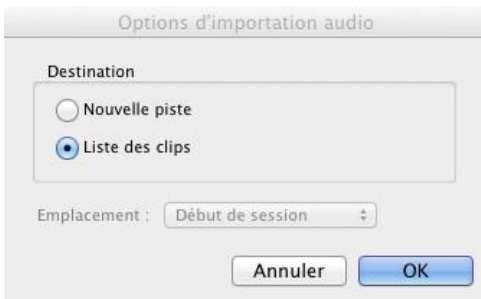 Options d'importation audio
Destination
Nouvelle piste
Liste des clips
Emplacement : Début de session
Annuler OK